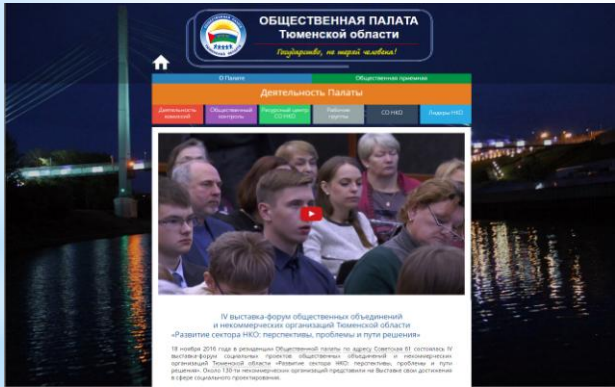 ОБЩЕСТВЕННАЯ ПАЛАТА
Тюменской области
Государство, не теряй человека!
О Палате
Общественная приемная
Деятельность Палаты
Деятельность комиссий
Общественный контроль
Ресурсный центр СО НКО
Рабочие группы
СО НКО
Лидеры НКО
IV выставка-форум общественных объединений
и некоммерческих организаций Тюменской области
«Развитие сектора НКО: перспективы, проблемы и пути решения»
18 ноября 2016 года в резиденции Общественной палаты по адресу Советская 61 состоялась IV
выставка-форум социальных проектов общественных объединений и некоммерческих
организаций Тюменской области «Развитие сектора НКО: перспективы, проблемы и пути
решения». Около 130-ти некоммерческих организаций представили на Выставке свои достижения
в сфере социального проектирования.